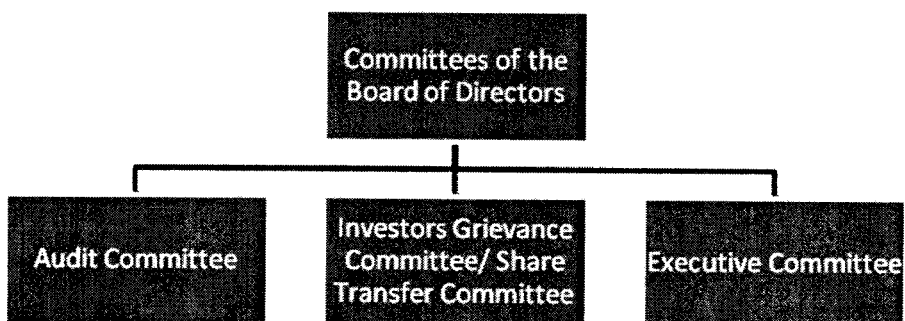 Committees of the
Board of Directors
Audit Committee
Investors Grievance
Committee/ Share
Transfer Committee
Executive Committee